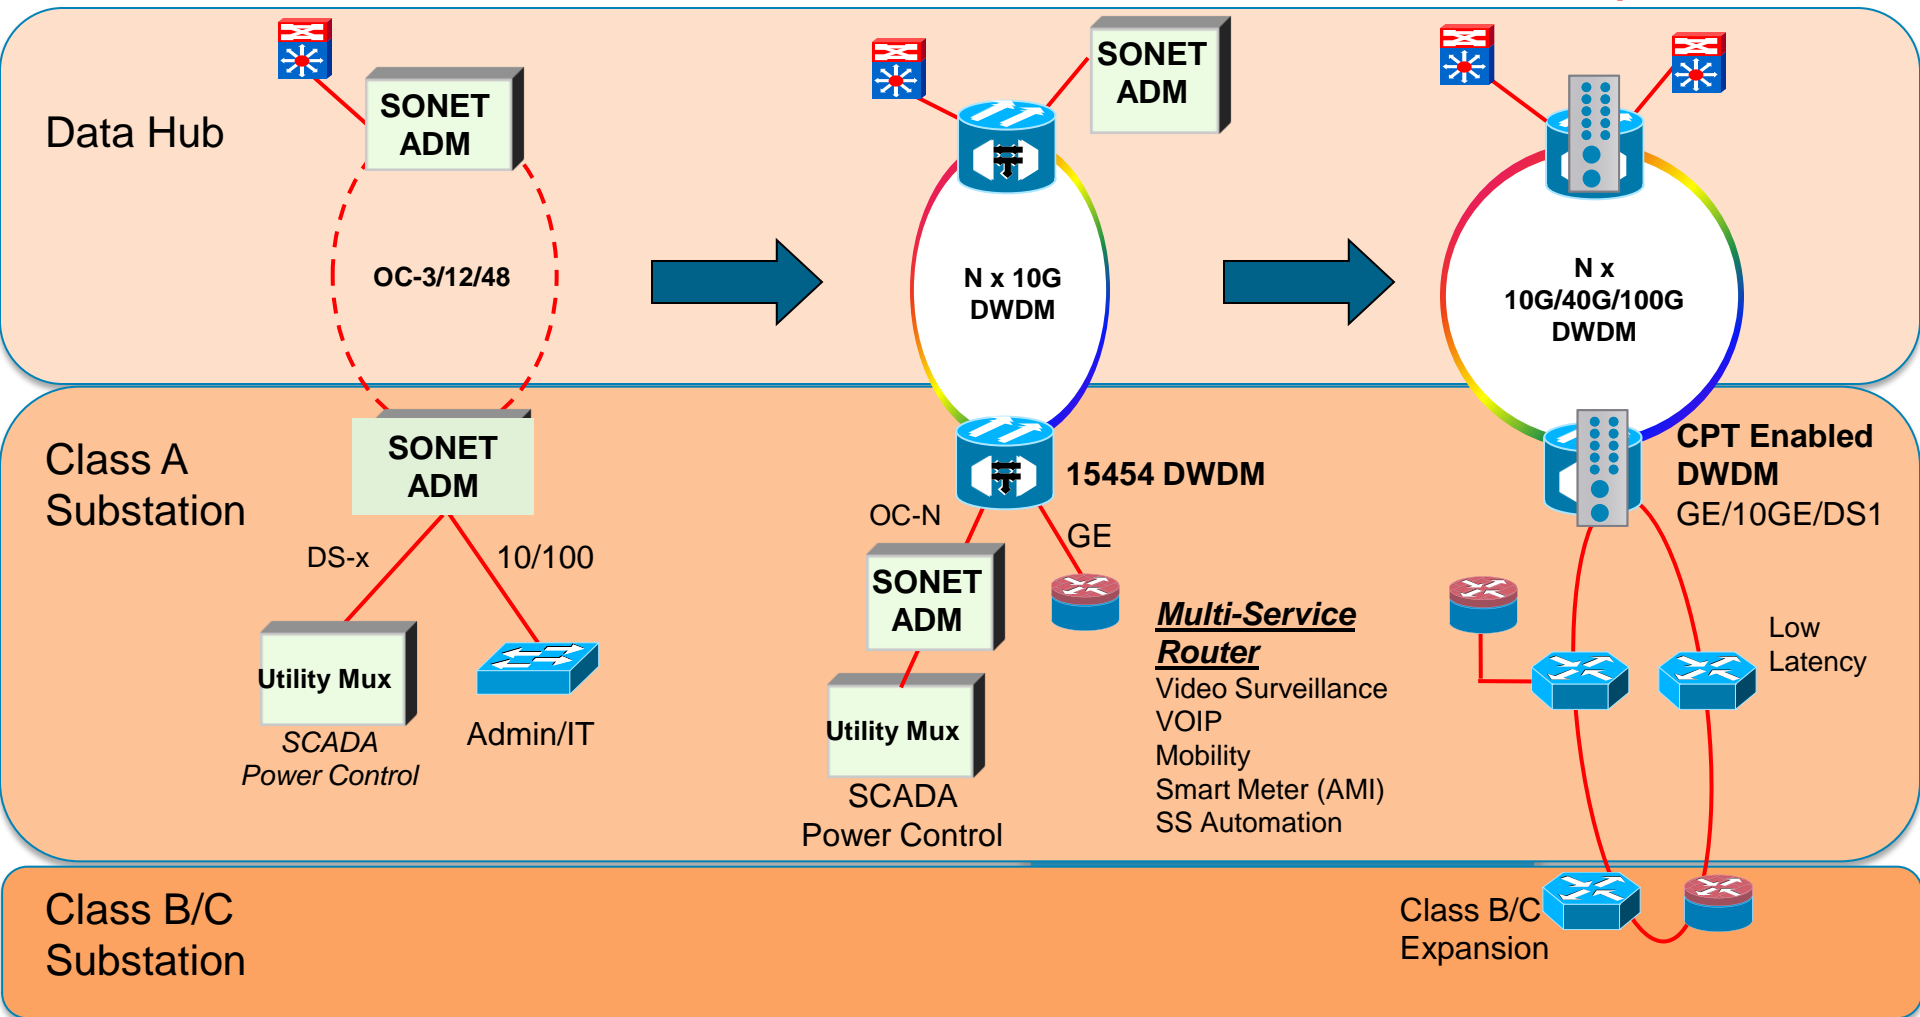 Data Hub
SONET
ADM
OC-3/12/48
SONET
ADM
N x 10G
DWDM
N x
10G/40G/100G
DWDM
Class A
Substation
SONET
ADM
DS-x
10/100
Utility Mux
SCADA
Power Control
Admin/IT
15454 DWDM
OC-N
GE
SONET
ADM
Utility Mux
SCADA
Power Control
Multi-Service
Router
Video Surveillance
VOIP
Mobility
Smart Meter (AMI)
SS Automation
CPT Enabled
DWDM
GE/10GE/DS1
Low
Latency
Class B/C
Substation
Class B/C
Expansion